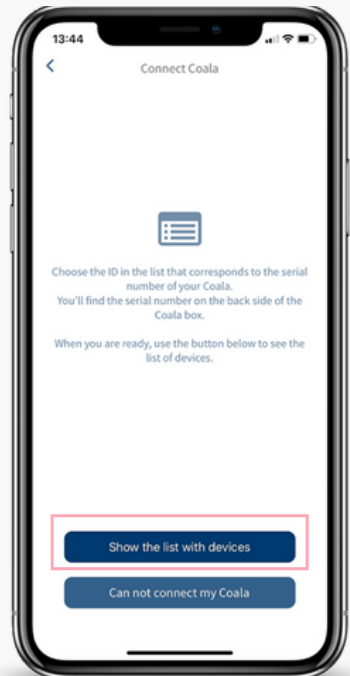 13:44
Connect Coala
Choose the ID in the list that corresponds to the serial
number of your Coala.
You'll find the serial number on the back side of the
Coala box.
When you are ready, use the button below to see the
list of devices.
Show the list with devices
Can not connect my Coala